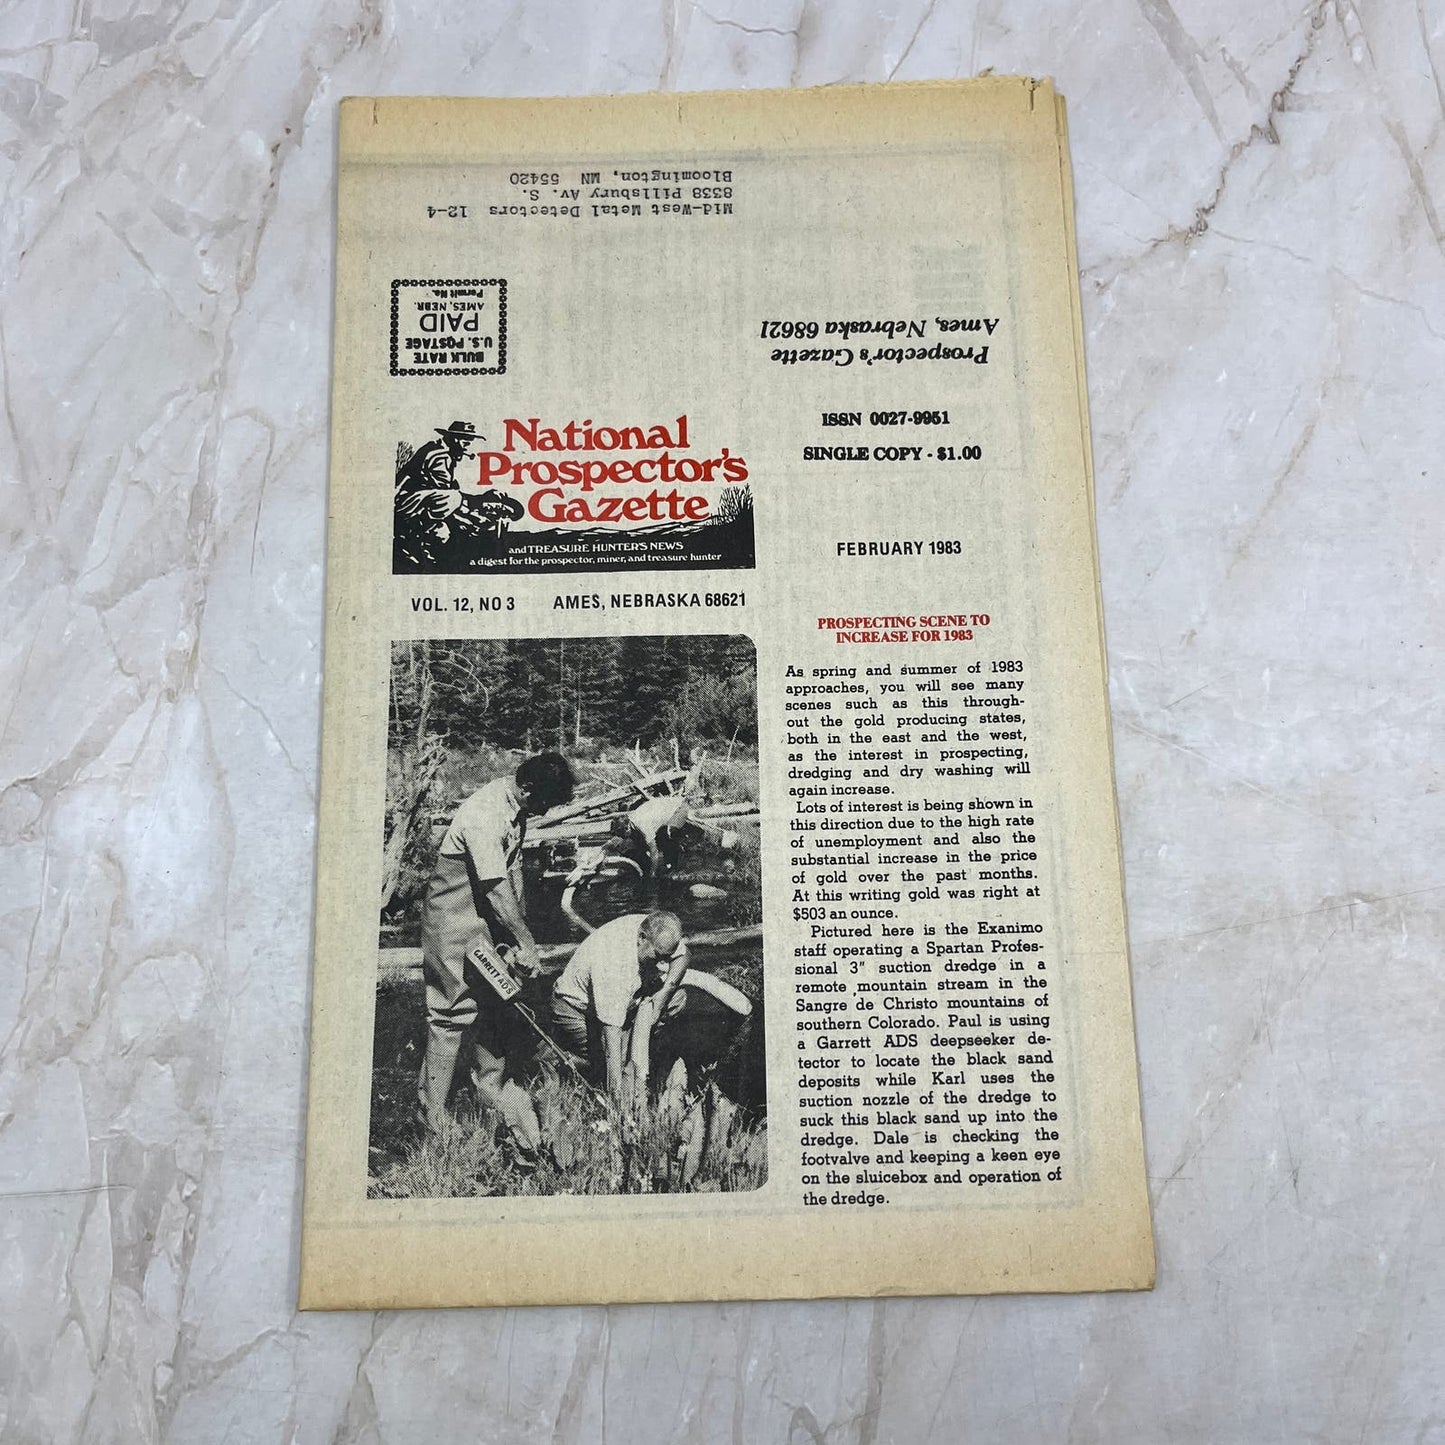 Mid-West Metal Detectors 12-4
8338 Pillsbury Av. S.
Bloomington, MN 55420
BULK RATE
U.S. POSTAGE
PAID
AMES, NEBR.
Permit No.
Prospector's Gazette
Ames, Nebraska 68621
ISSN 0027-9951
SINGLE COPY - $1.00
National
Prospector's
Gazette
and TREASURE HUNTER'S NEWS
a digest for the prospector, miner, and treasure hunter
FEBRUARY 1983
VOL. 12, NO 3 AMES, NEBRASKA 68621
GARRETT ADS
PROSPECTING SCENE TO
INCREASE FOR 1983
As spring and summer of 1983
approaches, you will see many
scenes such as this through-
out the gold producing states,
both in the east and the west,
as the interest in prospecting,
dredging and dry washing will
again increase.
Lots of interest is being shown in
this direction due to the high rate
of unemployment and also the
substantial increase in the price
of gold over the past months.
At this writing gold was right at
$503 an ounce.
Pictured here is the Exanimo
staff operating a Spartan Profes-
sional 3" suction dredge in a
remote mountain stream in the
Sangre de Christo mountains of
southern Colorado. Paul is using
a Garrett ADS deepseeker de-
tector to locate the black sand
deposits while Karl uses the
suction nozzle of the dredge to
suck this black sand up into the
dredge. Dale is checking the
footvalve and keeping a keen eye
on the sluicebox and operation of
the dredge.